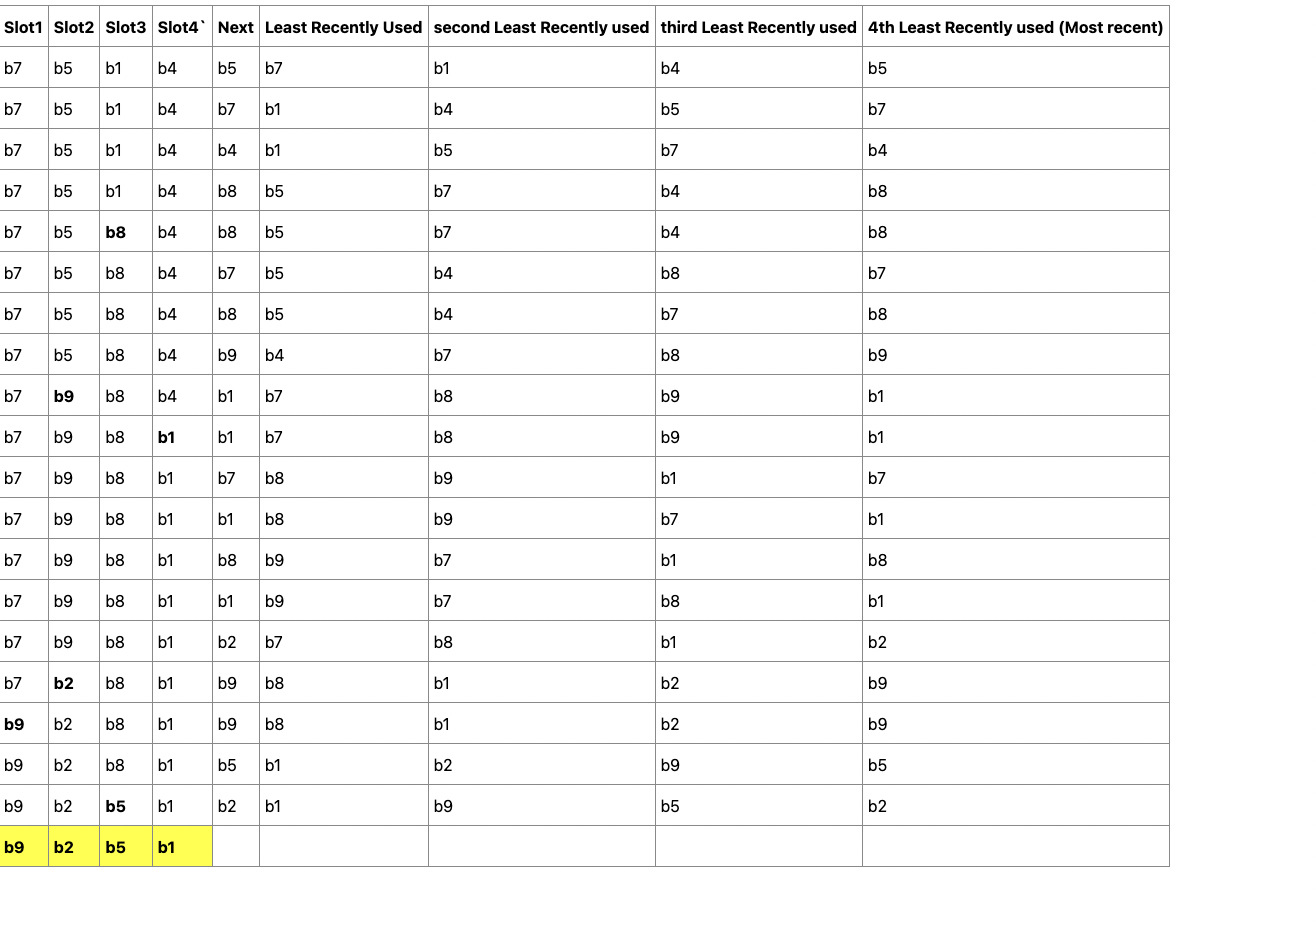 Slot1 Slot2 Slot3 Slot4` Next Least Recently Used second Least Recently used third Least Recently used 4th Least Recently used (Most recent)
b7 b5 b1 b4 b5 b7 b1 b4 b5
b7 b5 b1 b4 b7 b1 b4 b5 b7
b7 b5 b1 b4 b4 b1 b5 b7 b4
b7 b5 b1 b4 b8 b5 b7 b4 b8
b7 b5 b8 b4 b8 b5 b7 b4 b8
b7 b5 b8 b4 b7 b5 b4 b8 b7
b7 b5 b8 b4 b8 b5 b4 b7 b8
b7 b5 b8 b4 b9 b4 b7 b8 b9
b7 b9 b8 b4 b1 b7 b8 b9 b1
b7 b9 b8 b1 b1 b7 b8 b9 b1
b7 b9 b8 b1 b7 b8 b9 b1 b7
b7 b9 b8 b1 b1 b8 b9 b7 b1
b7 b9 b8 b1 b8 b9 b7 b1 b8
b7 b9 b8 b1 b1 b9 b7 b8 b1
b7 b9 b8 b1 b2 b7 b8 b1 b2
b7 b2 b8 b1 b9 b8 b1 b2 b9
b9 b2 b8 b1 b9 b8 b1 b2 b9
b9 b2 b8 b1 b5 b1 b2 b9 b5
b9 b2 b5 b1 b2 b1 b9 b5 b2
b9 b2 b5 b1